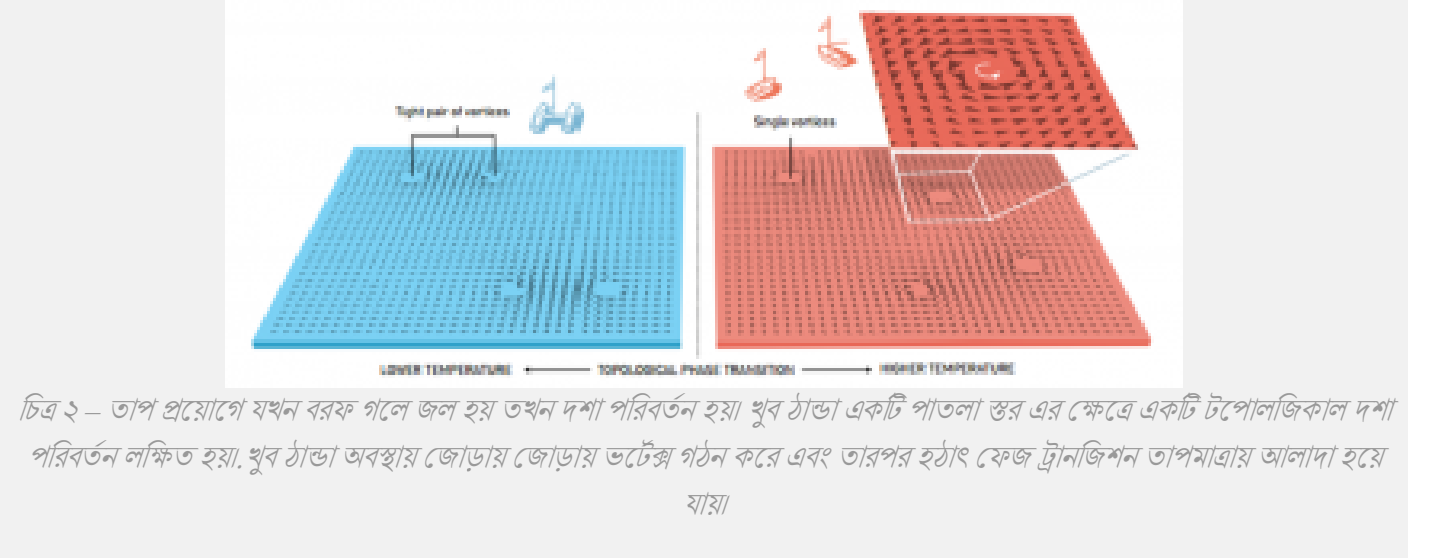 Tight pair of vortices
Single vortices
LOWER TEMPERATURE
TOPOLOGICAL PHASE TRANSITION
HIGHER TEMPERATURE
চিত্র ২ – তাপ প্রয়োগে যখন বরফ গলে জল হয় তখন দশা পরিবর্তন হয়। খুব ঠান্ডা একটি পাতলা স্তর এর ক্ষেত্রে একটি টপোলজিকাল দশা
পরিবর্তন লক্ষিত হয়।. খুব ঠান্ডা অবস্থায় জোড়ায় জোড়ায় ভর্টেক্স গঠন করে এবং তারপর হঠাৎ ফেজ ট্রানজিশন তাপমাত্রায় আলাদা হয়ে
যায়।